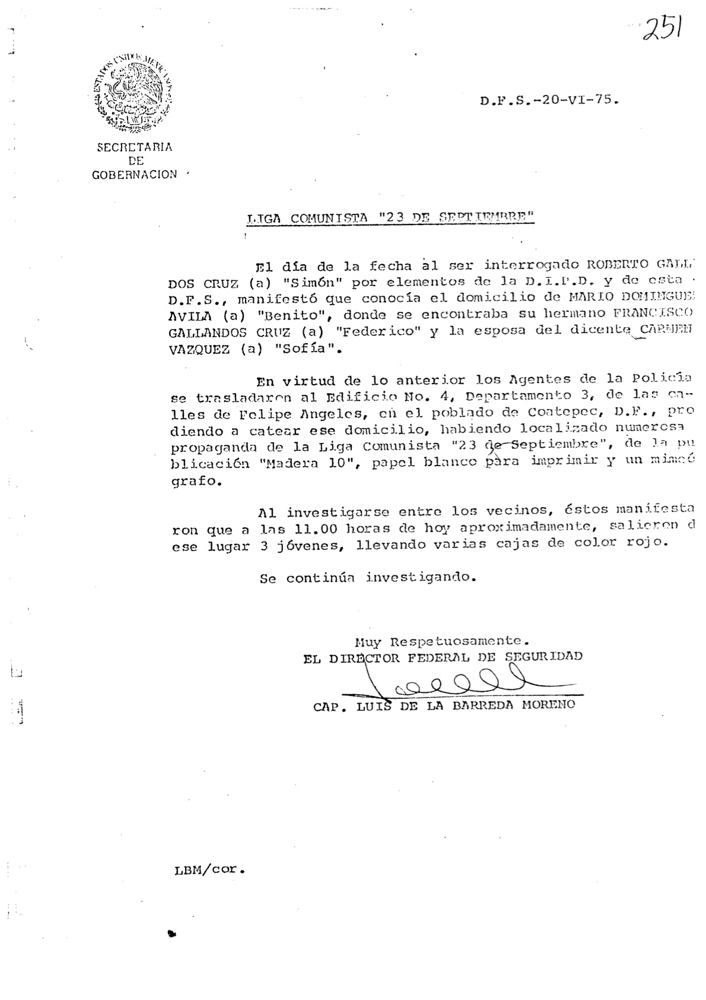 251
ESTADOS UNIDOS MEXICANOS
D.F.S.-20-VI-75.
SECRETARIA
DE
GOBERNACION
LIGA COMUNISTA "23 DE SEPTIEMBRE"
El día de la fecha al ser interrogado ROBERTO GALL
DOS CRUZ (a) "Simón" por elementos de la D.I.P.D. y de esta
D.F.S., manifestó que conocía el domicilio de MARIO DOMINGUE
AVILA (a) "Benito", donde se encontraba su hermano FRANCISCO
GALLANDOS CRUZ (a) "Federico" y la esposa del dicente CARMEN
VAZQUEZ (a) "Sofía".
En virtud de lo anterior los Agentes de la Policía
se trasladaron al Edificio No. 4, Departamento 3, de las ca--
lles de Felipe Angeles, en el poblado de Coatepec, D.F., pro
diendo a catear ese domicilio, habiendo localizado numerosa
propaganda de la Liga Comunista "23 de Septiembre", de la pu
blicación "Madera 10", papel blanco para imprimir y un mimeó
grafo.
Al investigarse entre los vecinos, éstos manifesta
ron que a las 11.00 horas de hoy aproximadamente, salieron d
ese lugar 3 jóvenes, llevando varias cajas de color rojo.
Se continúa investigando.
Muy Respetuosamente.
EL DIRECTOR FEDERAL DE SEGURIDAD
CAP. LUIS DE LA BARREDA MORENO
LBM/cor.